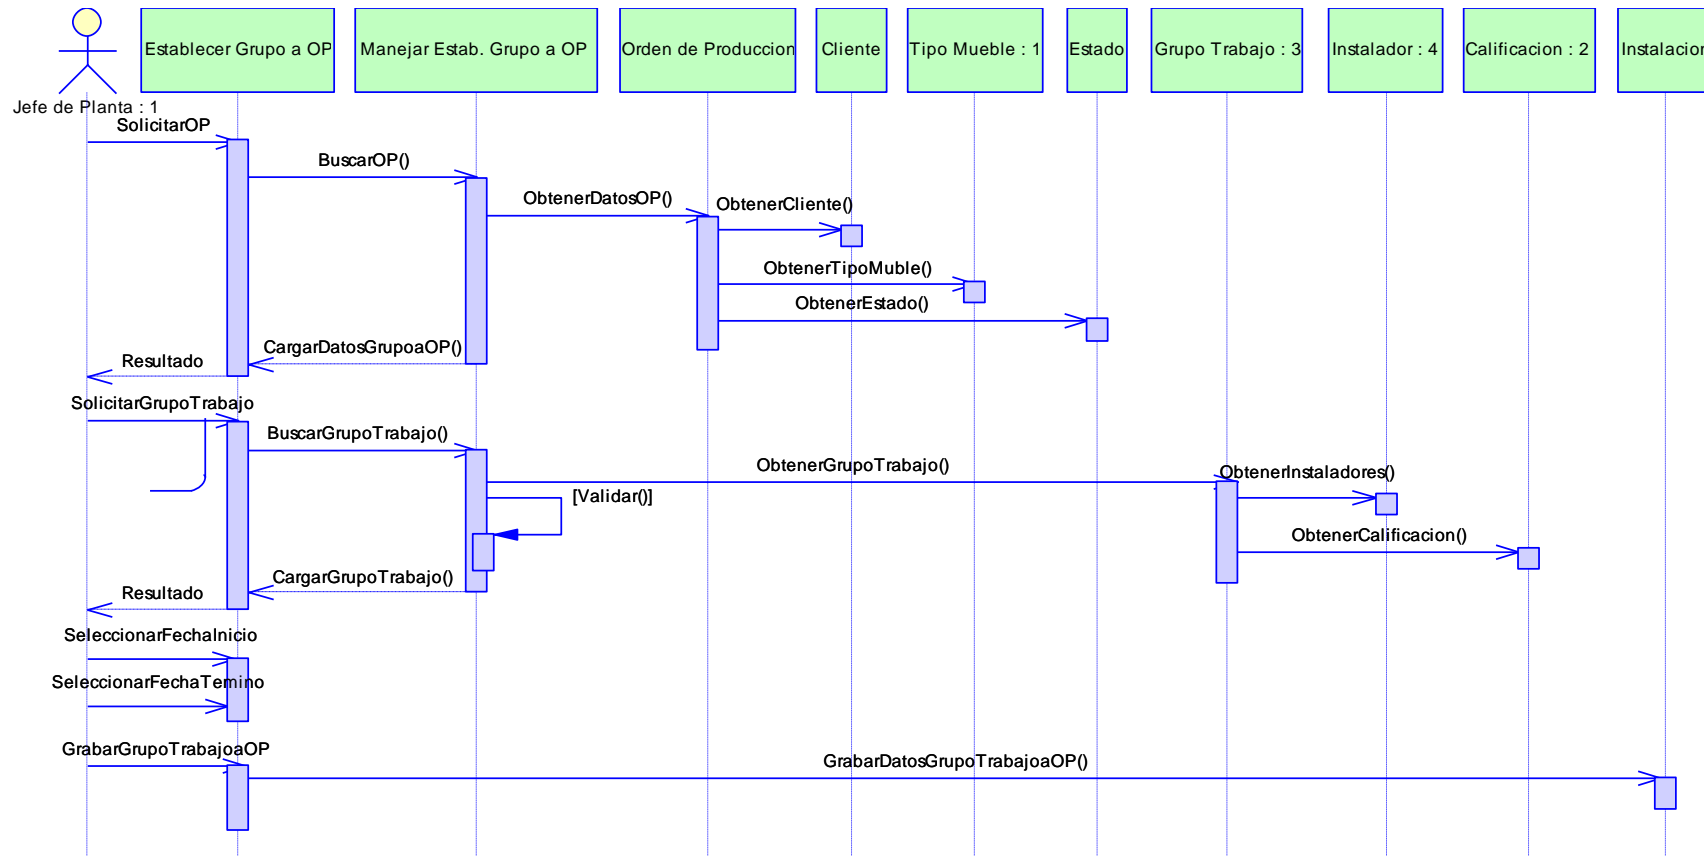 Establecer Grupo a OP
Manejar Estab. Grupo a OP
Orden de Produccion
Cliente
Tipo Mueble : 1
Estado
Grupo Trabajo : 3
Instalador : 4
Calificacion : 2
Instalacion
Jefe de Planta : 1
SolicitarOP
BuscarOP()
ObtenerDatosOP()
ObtenerCliente()
ObtenerTipoMuble()
ObtenerEstado()
CargarDatosGrupoaOP()
Resultado
SolicitarGrupoTrabajo
BuscarGrupoTrabajo()
ObtenerGrupoTrabajo()
ObtenerInstaladores()
[Validar()]
ObtenerCalificacion()
CargarGrupoTrabajo()
Resultado
SeleccionarFechaInicio
SeleccionarFechaTemino
GrabarGrupoTrabajoaOP
GrabarDatosGrupoTrabajoaOP()